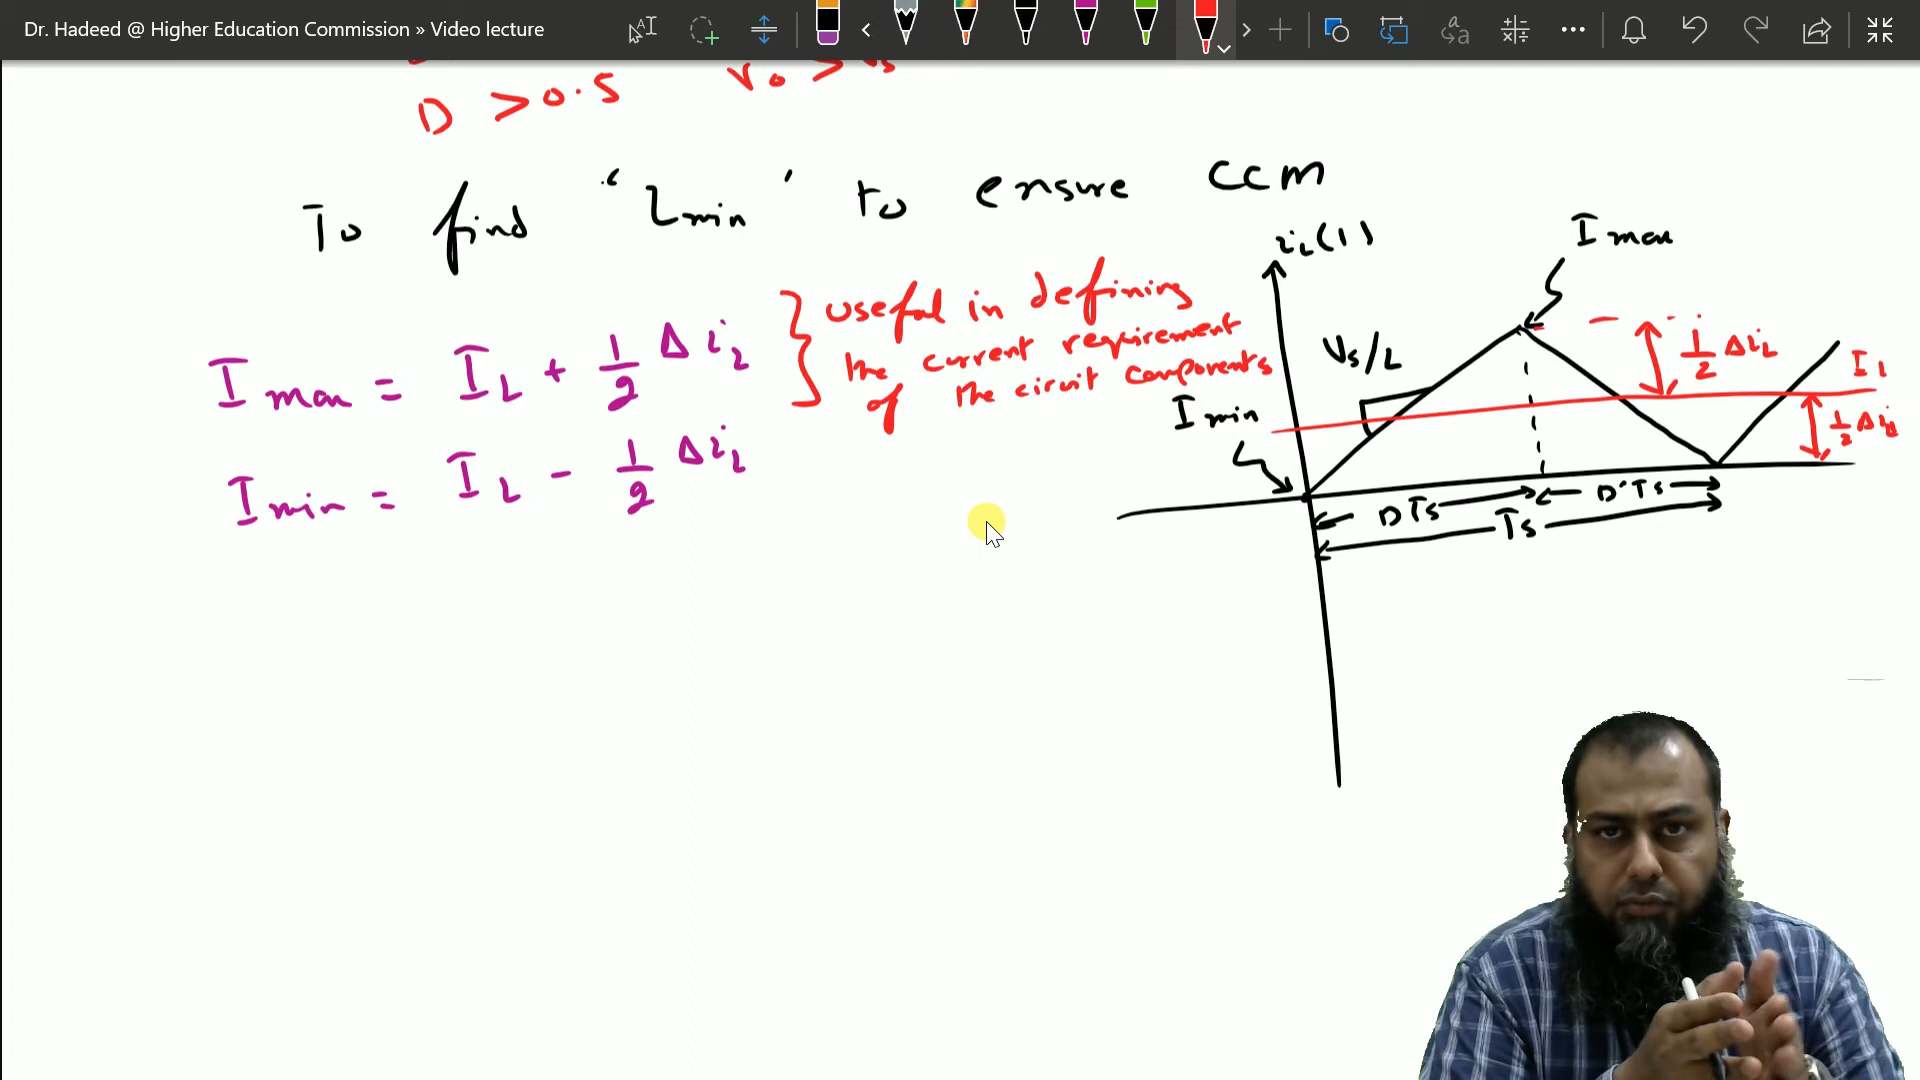 Dr. Hadeed @ Higher Education Commission » Video lecture
D > 0.5
To find 'Lmin' to ensure CCM
iL(t)
Imax
Imax = IL + 1/2 ΔiL
} useful in defining
the current requirement
of the circuit components
Vs/L
1/2 ΔiL
IL
Imin
1/2 ΔiL
Imin = IL - 1/2 ΔiL
DTs
D'Ts
Ts